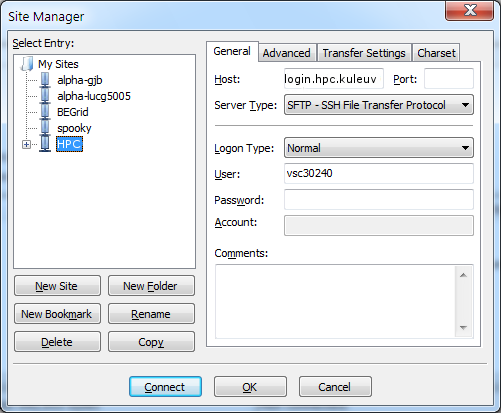 Site Manager
Select Entry:
My Sites
alpha-gjb
alpha-lucg5005
BEGrid
spooky
HPC
New Site
New Folder
New Bookmark
Rename
Delete
Copy
General
Advanced
Transfer Settings
Charset
Host:
login.hpc.kuleuv
Port:
Server Type:
SFTP - SSH File Transfer Protocol
Logon Type:
Normal
User:
vsc30240
Password:
Account:
Comments:
Connect
OK
Cancel